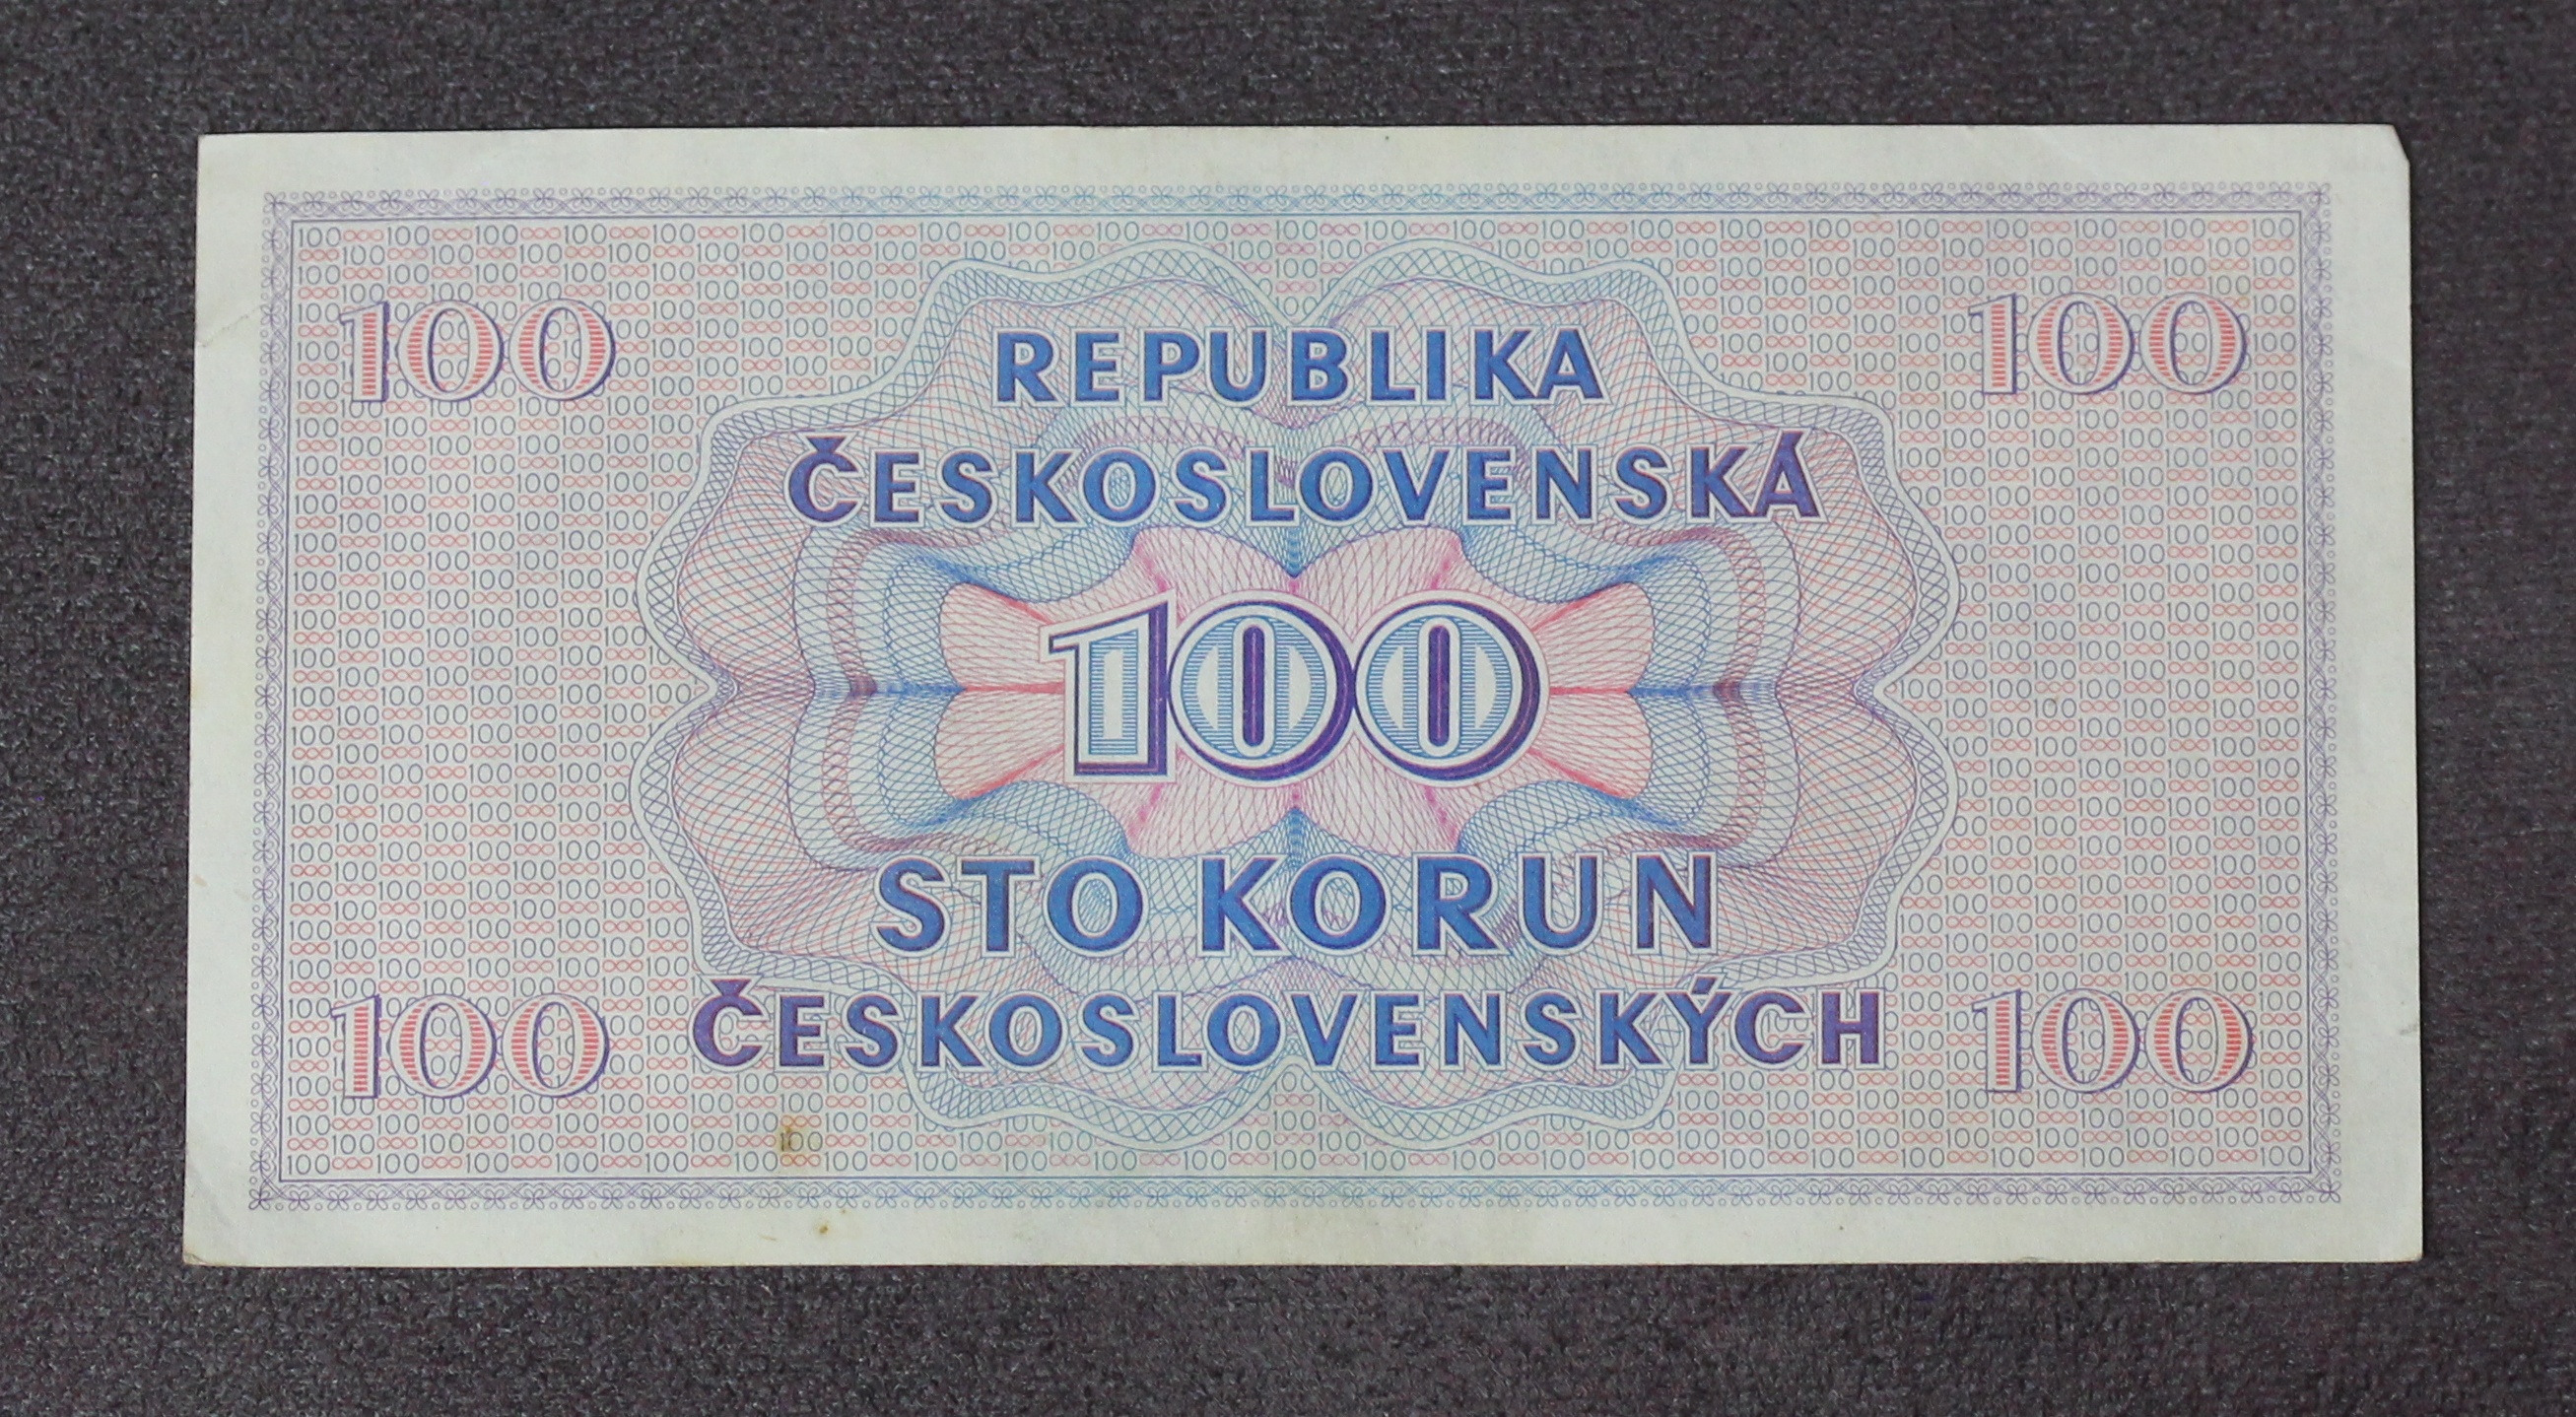 100 100
REPUBLIKA
ČESKOSLOVENSKÁ
100
STO KORUN
ČESKOSLOVENSKÝCH
100 100